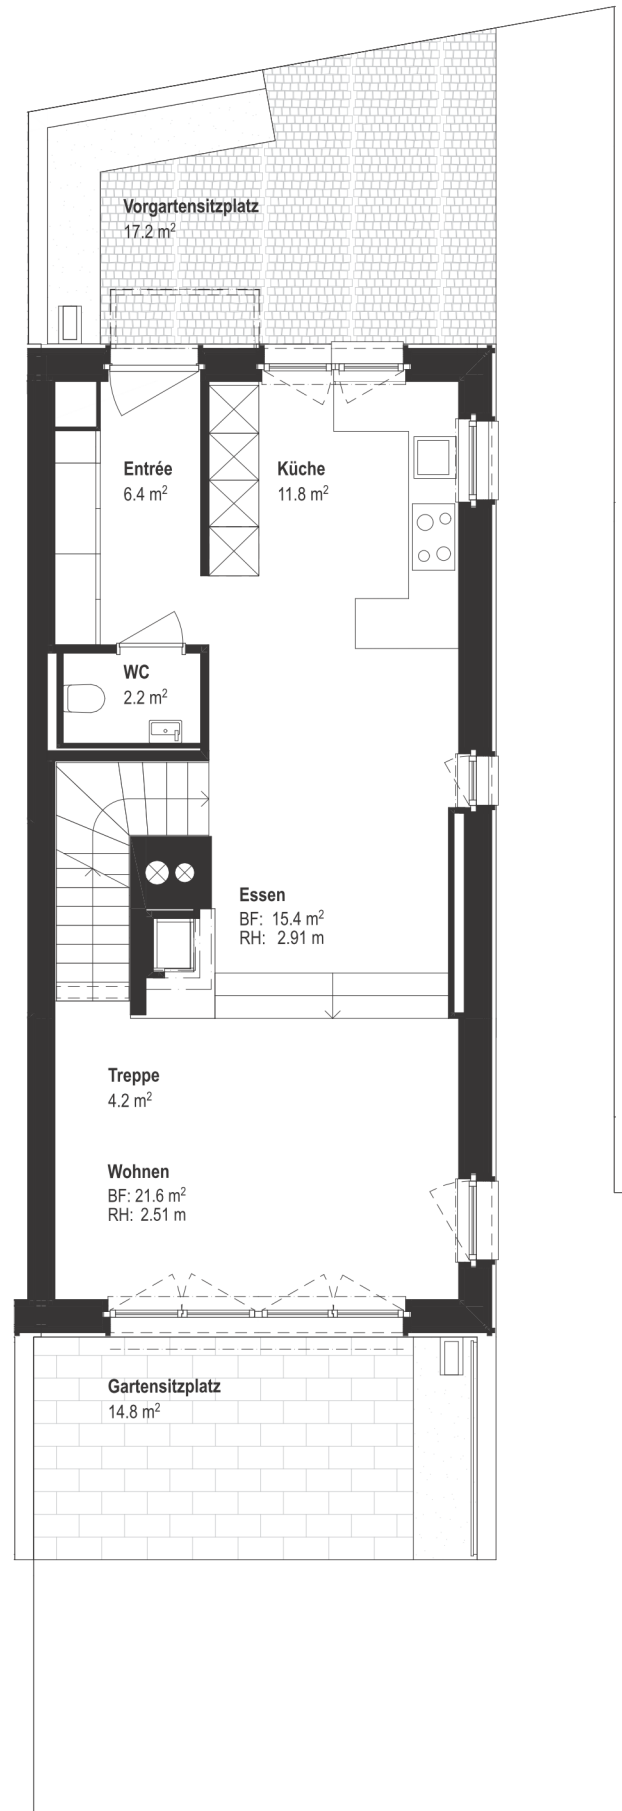 Vorgartensitzplatz
17.2 m²
Entrée
6.4 m²
Küche
11.8 m²
WC
2.2 m²
Essen
BF: 15.4 m²
RH: 2.91 m
Treppe
4.2 m²
Wohnen
BF: 21.6 m²
RH: 2.51 m
Gartensitzplatz
14.8 m²